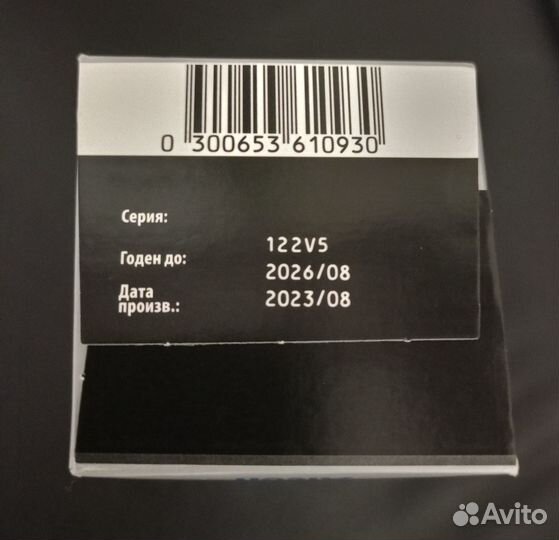 0 300653 610930
Серия: 122V5
Годен до: 2026/08
Дата
произв.: 2023/08
Avito